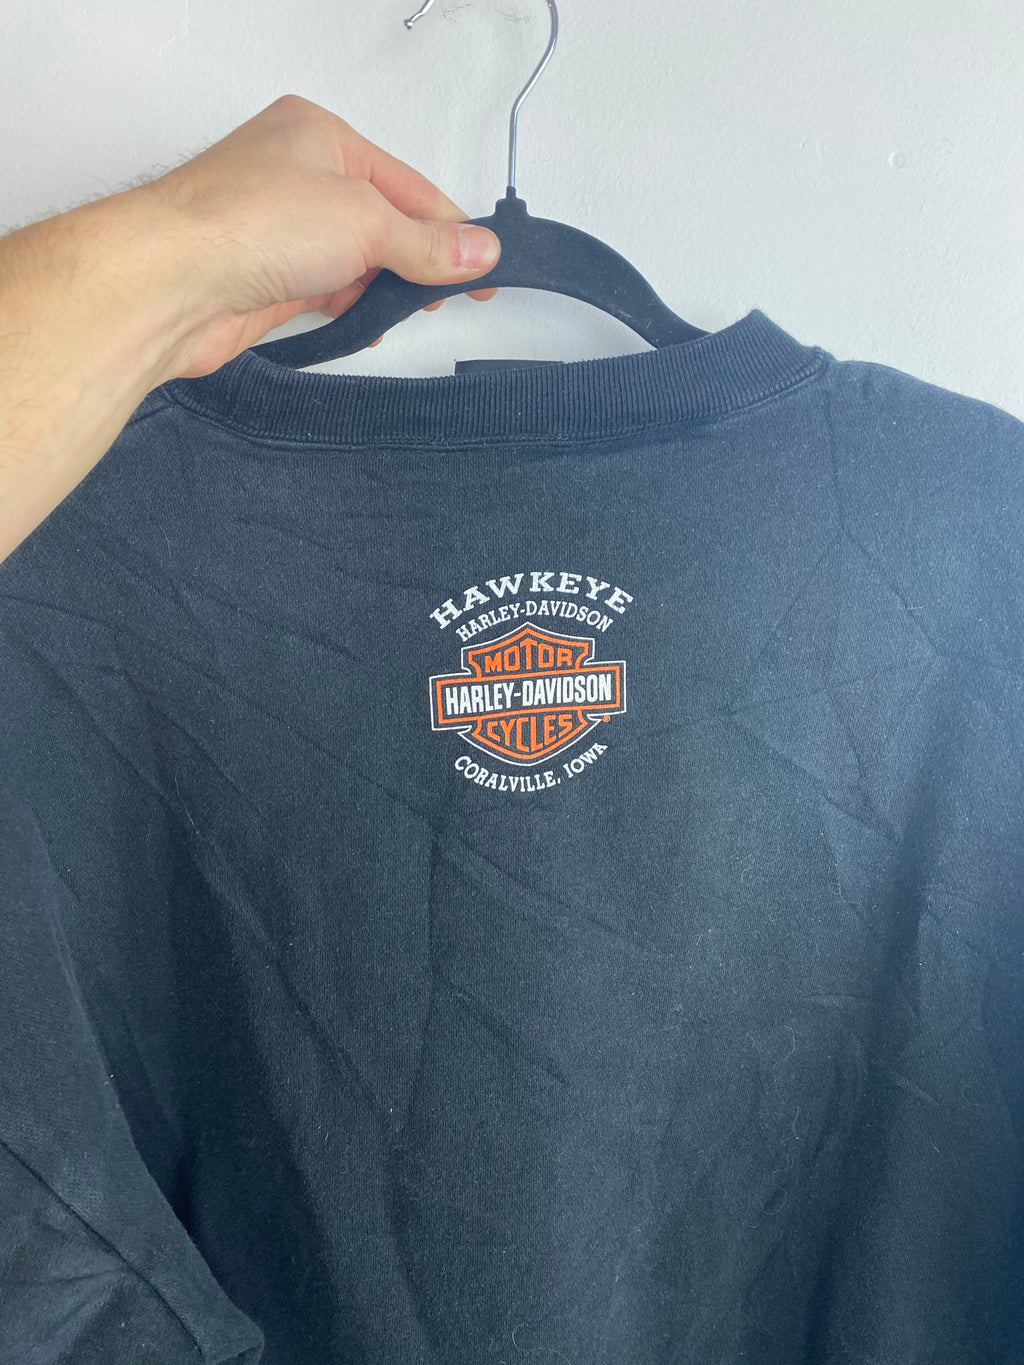 HAWKEYE
HARLEY-DAVIDSON
MOTOR
HARLEY-DAVIDSON
CYCLES ®
CORALVILLE, IOWA